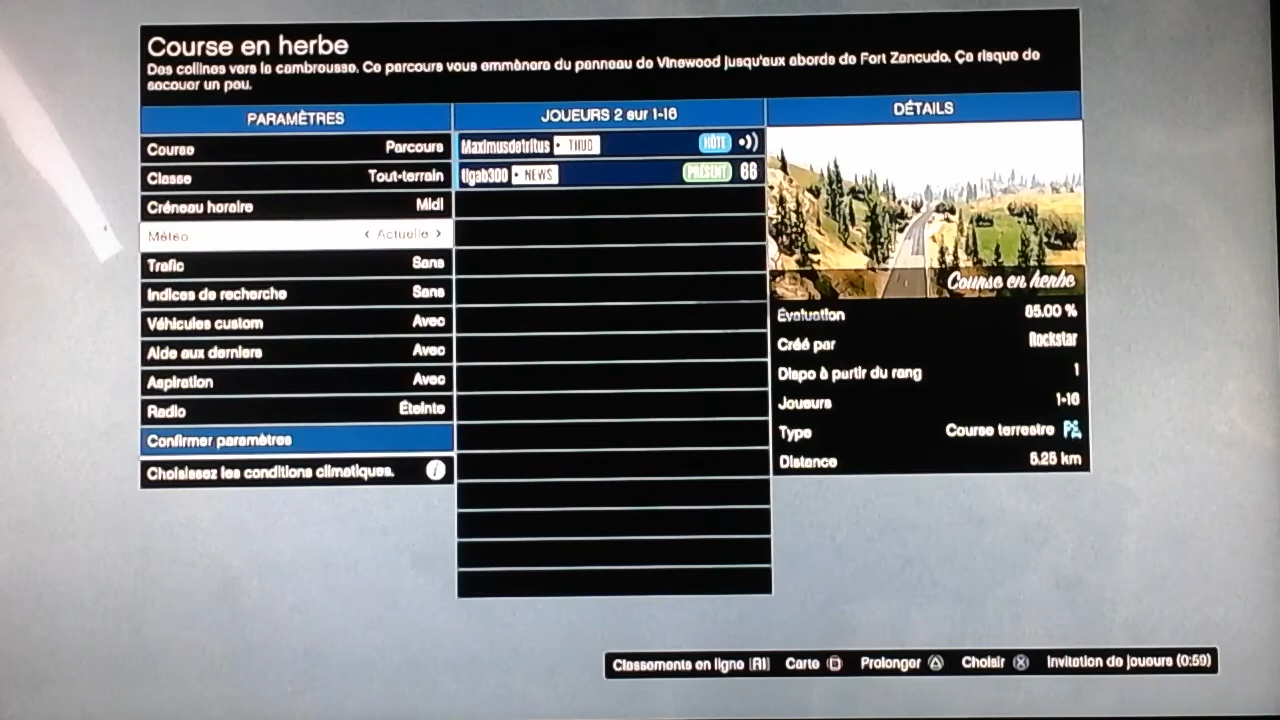 Course en herbe
Des collines vers la cambrousse. Ce parcours vous emmènera du panneau de Vinewood jusqu'aux abords de Fort Zancudo. Ça risque de
secouer un peu.
PARAMÈTRES
Course Parcours
Classe Tout-terrain
Créneau horaire Midi
Météo < Actuelle >
Trafic Sans
Indices de recherche Sans
Véhicules custom Avec
Aide aux derniers Avec
Aspiration Avec
Radio Éteinte
Confirmer paramètres
Choisissez les conditions climatiques.
JOUEURS 2 sur 1-16
Maximusdetritus HÔTE
tigab300 NEWS PRÉSENT
DÉTAILS
Course en herbe
Évaluation 85.00 %
Créé par Rockstar
Dispo à partir du rang 1
Joueurs 1-16
Type Course terrestre
Distance 5.25 km
Classements en ligne [R1] Carte Prolonger Choisir Invitation de joueurs (0:59)